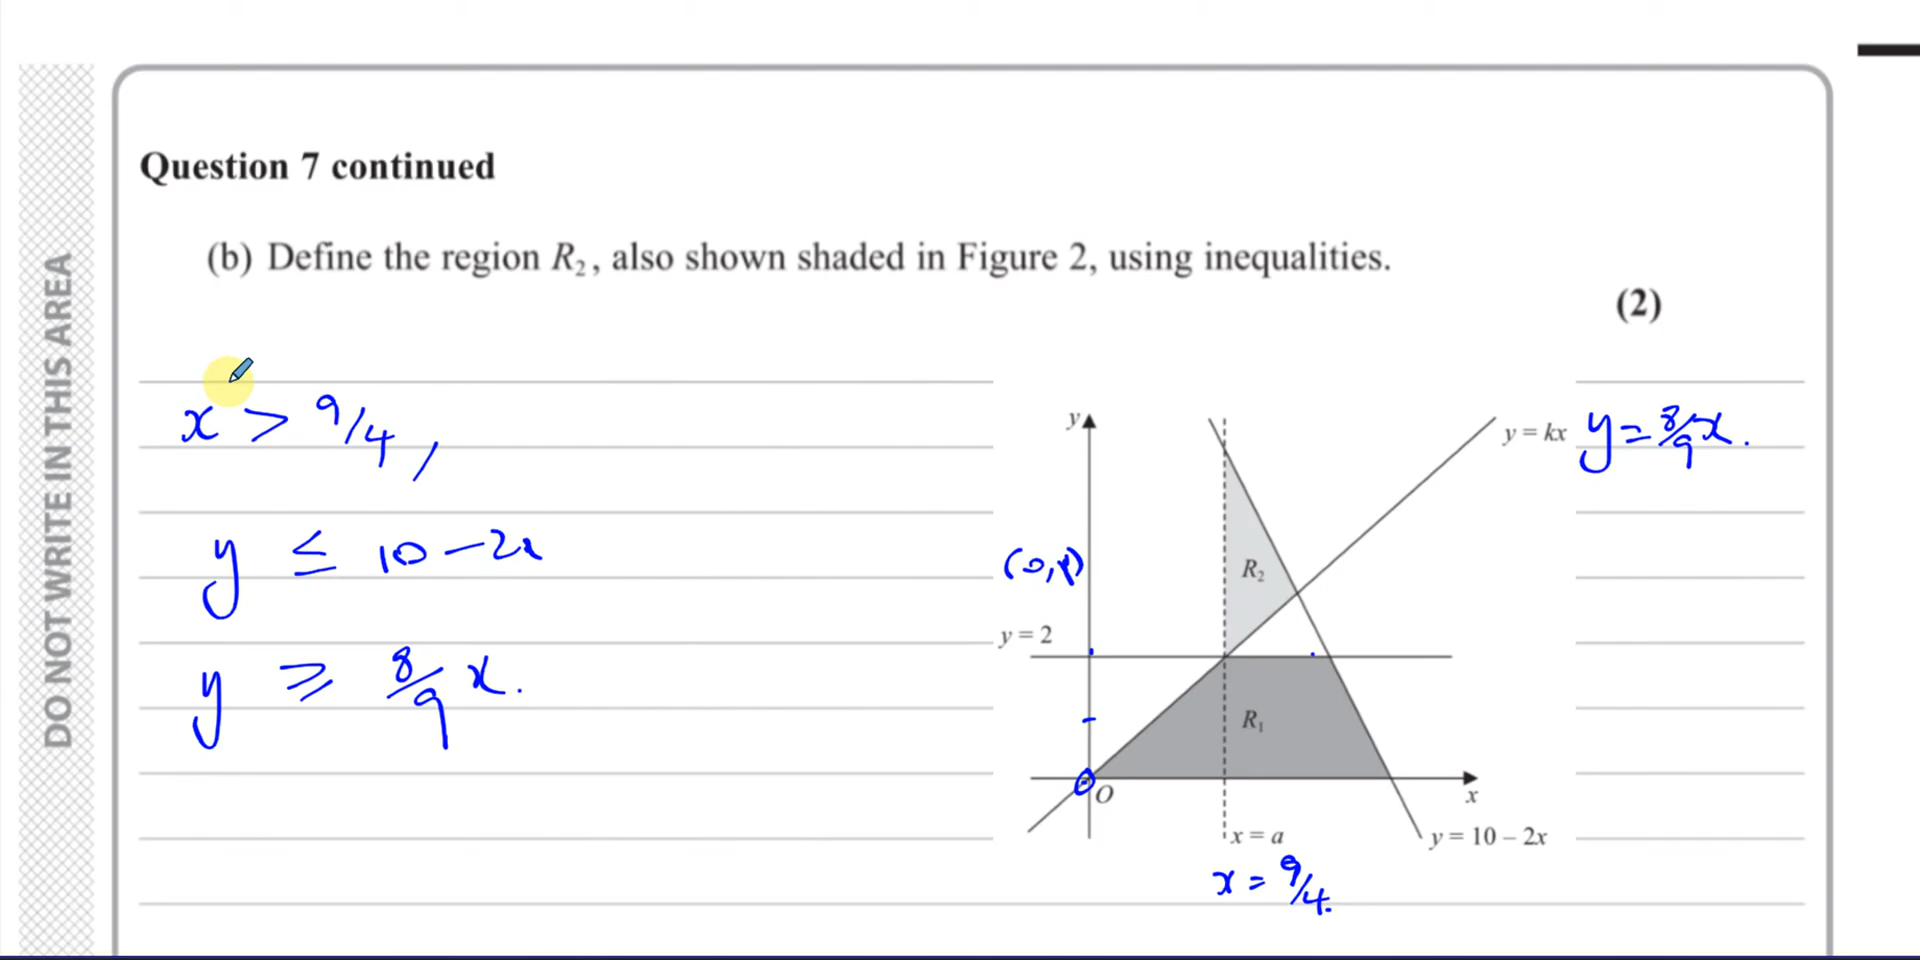 DO NOT WRITE IN THIS AREA
Question 7 continued
(b) Define the region R₂, also shown shaded in Figure 2, using inequalities.
(2)
x > 9/4,
y ≤ 10 - 2x
y ≥ 8/9 x.
y
y = kx
y = 8/9 x.
R₂
(0,
y = 2
R₁
O
x
x = a
y = 10 – 2x
x = 9/4.